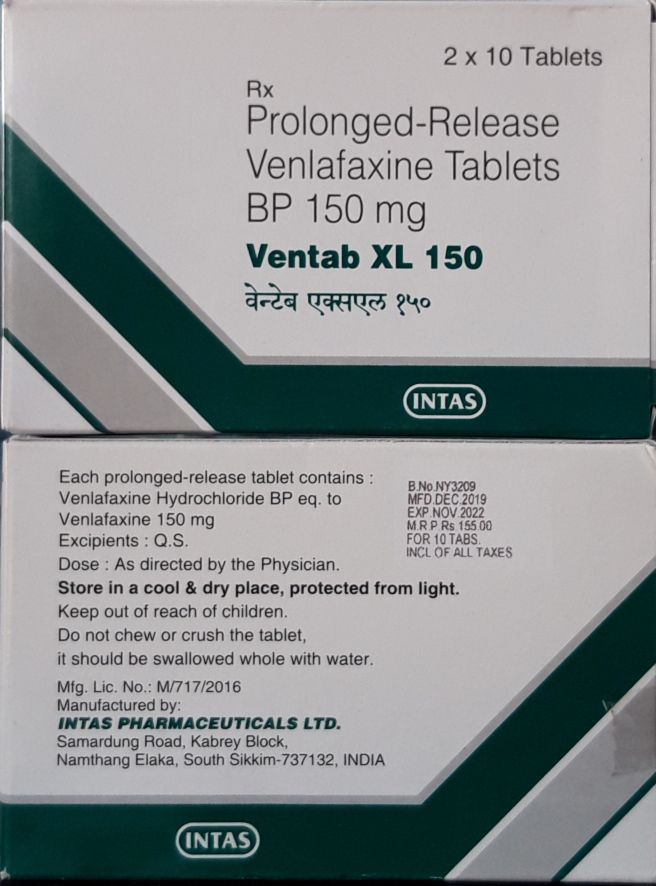 2 x 10 Tablets
Rx
Prolonged-Release
Venlafaxine Tablets
BP 150 mg
Ventab XL 150
वेन्टेब एक्सएल १५०
INTAS
Each prolonged-release tablet contains :
Venlafaxine Hydrochloride BP eq. to
Venlafaxine 150 mg
Excipients : Q.S.
Dose : As directed by the Physician.
Store in a cool & dry place, protected from light.
Keep out of reach of children.
Do not chew or crush the tablet,
it should be swallowed whole with water.
Mfg. Lic. No.: M/717/2016
Manufactured by:
INTAS PHARMACEUTICALS LTD.
Samardung Road, Kabrey Block,
Namthang Elaka, South Sikkim-737132, INDIA
B.No.NY3209
MFD.DEC.2019
EXP.NOV.2022
M.R.P.Rs 155.00
FOR 10 TABS.
INCL OF ALL TAXES
INTAS